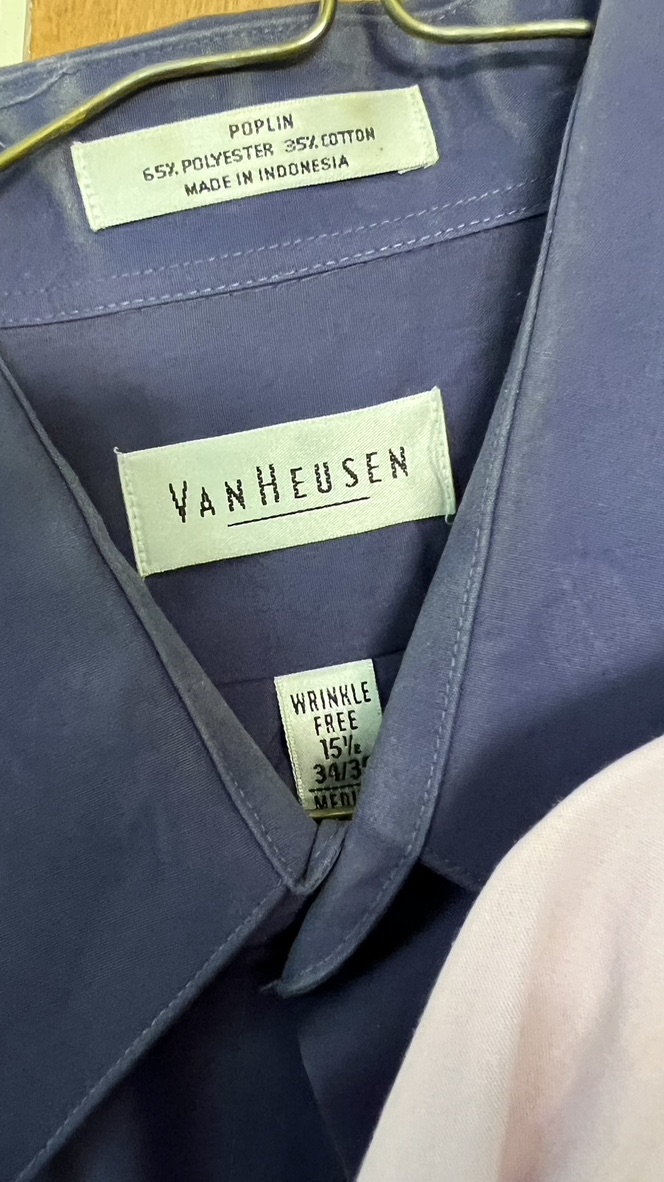 POPLIN
65% POLYESTER 35% COTTON
MADE IN INDONESIA
VAN HEUSEN
WRINKLE
FREE
15½